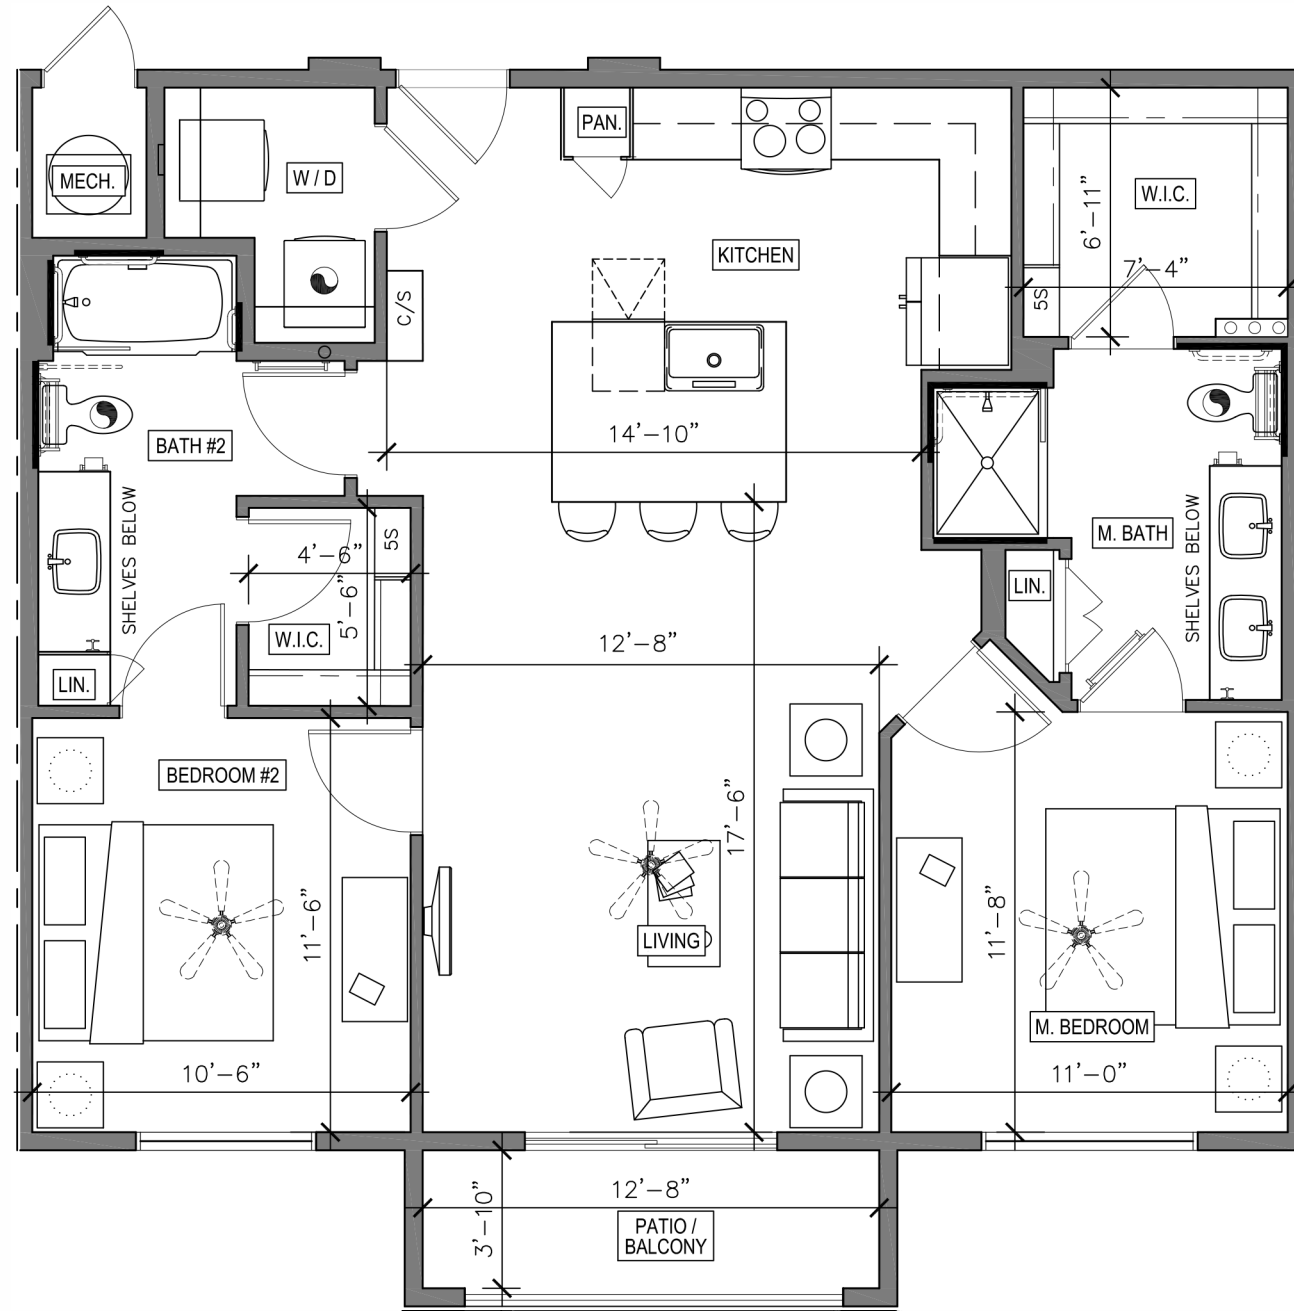 PAN.
MECH.
W / D
W.I.C.
6'-11"
KITCHEN
7'-4"
5S
C/S
14'-10"
BATH #2
SHELVES BELOW
5S
4'-6"
5'-6"
W.I.C.
M. BATH
SHELVES BELOW
LIN.
12'-8"
LIN.
BEDROOM #2
17'-6"
11'-6"
LIVING
11'-8"
M. BEDROOM
10'-6"
11'-0"
12'-8"
3'-10"
PATIO /
BALCONY